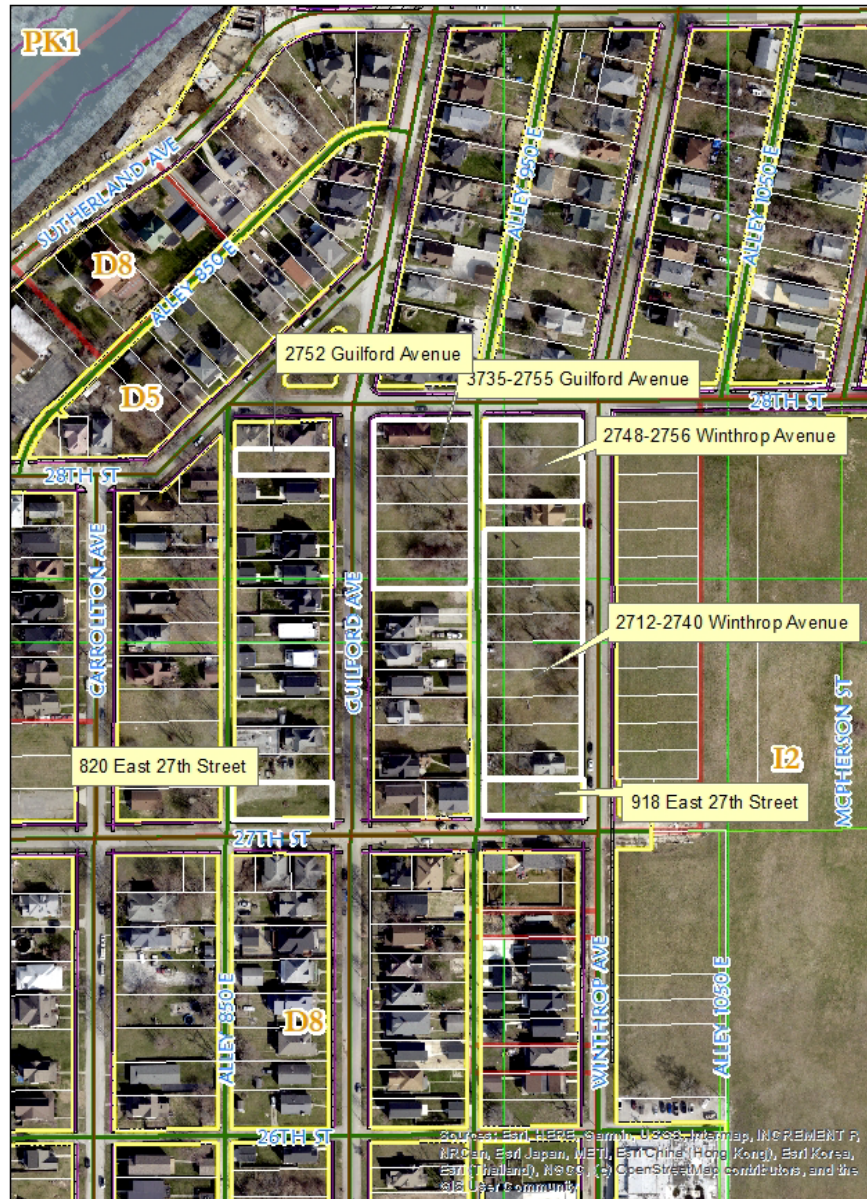 PK1
SUTHERLAND AVE
ALLEY 950 E
ALLEY 1050 E
D8
ALLEY 850 E
2752 Guilford Avenue
3735-2755 Guilford Avenue
D5
28TH ST
2748-2756 Winthrop Avenue
28TH ST
CARROLLTON AVE
GUILFORD AVE
2712-2740 Winthrop Avenue
MCPHERSON ST
820 East 27th Street
I2
918 East 27th Street
27TH ST
ALLEY 850 E
D8
WINTHROP AVE
ALLEY 1050 E
26TH ST
Sources: Esri, HERE, Garmin, USGS, Intermap, INCREMENT P,
NRCan, Esri Japan, METI, Esri China (Hong Kong), Esri Korea,
Esri (Thailand), NGCC, (c) OpenStreetMap contributors, and the
GIS User Community